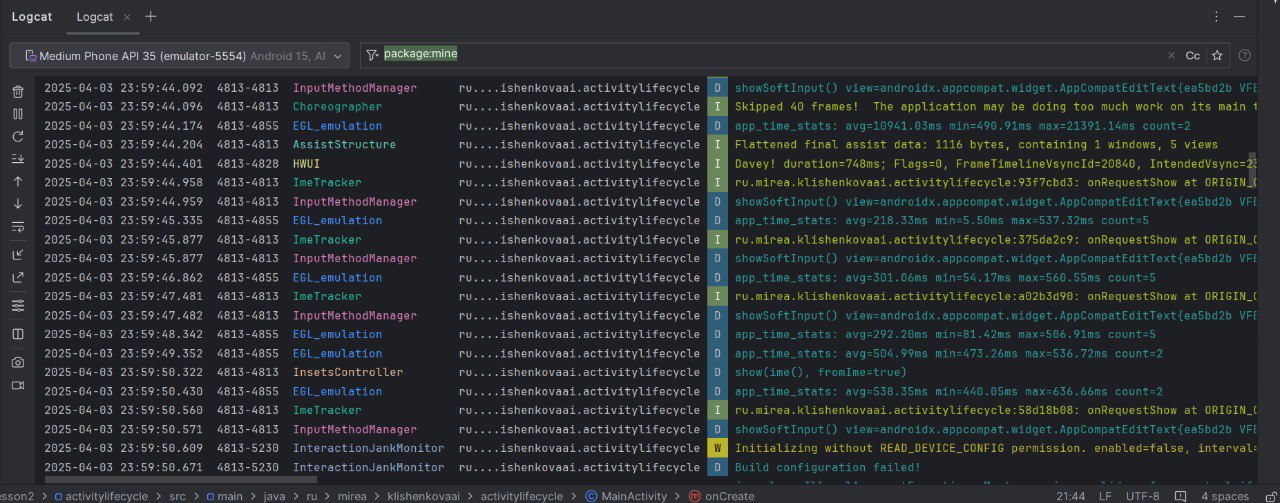 Logcat Logcat
Medium Phone API 35 (emulator-5554) Android 15, AP package:mine Cc
2025-04-03 23:59:44.092 4813-4813 InputMethodManager ru....ishenkovaai.activitylifecycle D showSoftInput() view=androidx.appcompat.widget.AppCompatEditText{ea5bd2b VFE
2025-04-03 23:59:44.096 4813-4813 Choreographer ru....ishenkovaai.activitylifecycle I Skipped 40 frames! The application may be doing too much work on its main t
2025-04-03 23:59:44.174 4813-4855 EGL_emulation ru....ishenkovaai.activitylifecycle D app_time_stats: avg=10941.03ms min=490.91ms max=21391.14ms count=2
2025-04-03 23:59:44.204 4813-4813 AssistStructure ru....ishenkovaai.activitylifecycle I Flattened final assist data: 1116 bytes, containing 1 windows, 5 views
2025-04-03 23:59:44.401 4813-4828 HWUI ru....ishenkovaai.activitylifecycle I Davey! duration=748ms; Flags=0, FrameTimelineVsyncId=20840, IntendedVsync=23
2025-04-03 23:59:44.958 4813-4813 ImeTracker ru....ishenkovaai.activitylifecycle I ru.mirea.klishenkovaai.activitylifecycle:93f7cbd3: onRequestShow at ORIGIN_C
2025-04-03 23:59:44.959 4813-4813 InputMethodManager ru....ishenkovaai.activitylifecycle D showSoftInput() view=androidx.appcompat.widget.AppCompatEditText{ea5bd2b VFE
2025-04-03 23:59:45.335 4813-4855 EGL_emulation ru....ishenkovaai.activitylifecycle D app_time_stats: avg=218.33ms min=5.50ms max=537.32ms count=5
2025-04-03 23:59:45.877 4813-4813 ImeTracker ru....ishenkovaai.activitylifecycle I ru.mirea.klishenkovaai.activitylifecycle:375da2c9: onRequestShow at ORIGIN_C
2025-04-03 23:59:45.877 4813-4813 InputMethodManager ru....ishenkovaai.activitylifecycle D showSoftInput() view=androidx.appcompat.widget.AppCompatEditText{ea5bd2b VFE
2025-04-03 23:59:46.862 4813-4855 EGL_emulation ru....ishenkovaai.activitylifecycle D app_time_stats: avg=301.06ms min=54.17ms max=560.55ms count=5
2025-04-03 23:59:47.481 4813-4813 ImeTracker ru....ishenkovaai.activitylifecycle I ru.mirea.klishenkovaai.activitylifecycle:a02b3d90: onRequestShow at ORIGIN_C
2025-04-03 23:59:47.482 4813-4813 InputMethodManager ru....ishenkovaai.activitylifecycle D showSoftInput() view=androidx.appcompat.widget.AppCompatEditText{ea5bd2b VFE
2025-04-03 23:59:48.342 4813-4855 EGL_emulation ru....ishenkovaai.activitylifecycle D app_time_stats: avg=292.20ms min=81.42ms max=506.91ms count=5
2025-04-03 23:59:49.352 4813-4855 EGL_emulation ru....ishenkovaai.activitylifecycle D app_time_stats: avg=504.99ms min=473.26ms max=536.72ms count=2
2025-04-03 23:59:50.322 4813-4813 InsetsController ru....ishenkovaai.activitylifecycle D show(ime(), fromIme=true)
2025-04-03 23:59:50.430 4813-4855 EGL_emulation ru....ishenkovaai.activitylifecycle D app_time_stats: avg=538.35ms min=440.05ms max=636.66ms count=2
2025-04-03 23:59:50.560 4813-4813 ImeTracker ru....ishenkovaai.activitylifecycle I ru.mirea.klishenkovaai.activitylifecycle:58d18b08: onRequestShow at ORIGIN_C
2025-04-03 23:59:50.571 4813-4813 InputMethodManager ru....ishenkovaai.activitylifecycle D showSoftInput() view=androidx.appcompat.widget.AppCompatEditText{ea5bd2b VFE
2025-04-03 23:59:50.609 4813-5230 InteractionJankMonitor ru....ishenkovaai.activitylifecycle W Initializing without READ_DEVICE_CONFIG permission. enabled=false, interval=
2025-04-03 23:59:50.671 4813-5230 InteractionJankMonitor ru....ishenkovaai.activitylifecycle D Build configuration failed!
esson2 > activitylifecycle > src > main > java > ru > mirea > klishenkovaai > activitylifecycle > MainActivity > onCreate 21:44 LF UTF-8 4 spaces